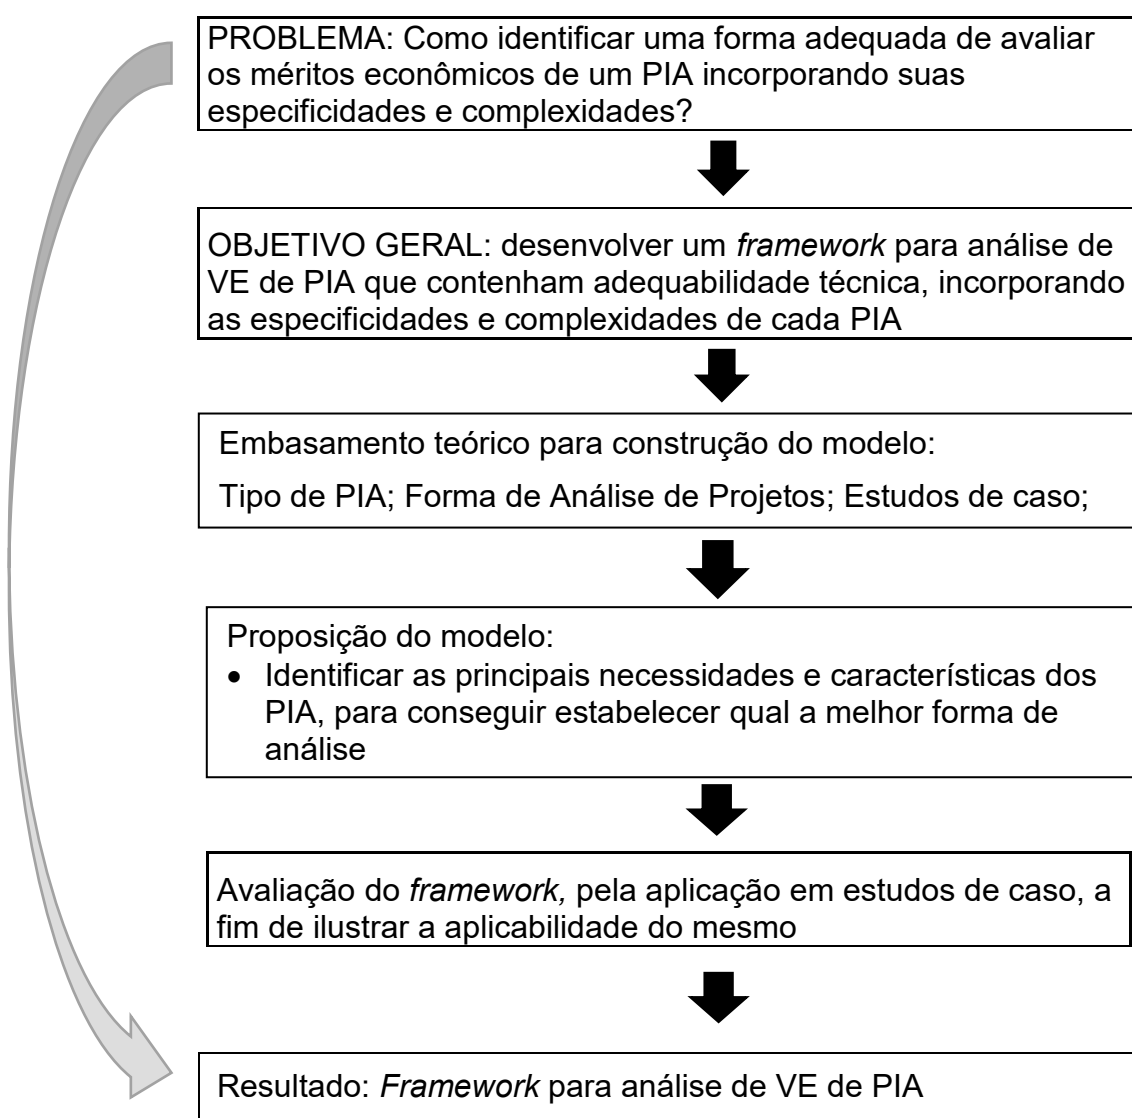 PROBLEMA: Como identificar uma forma adequada de avaliar
os méritos econômicos de um PIA incorporando suas
especificidades e complexidades?
OBJETIVO GERAL: desenvolver um framework para análise de
VE de PIA que contenham adequabilidade técnica, incorporando
as especificidades e complexidades de cada PIA
Embasamento teórico para construção do modelo:
Tipo de PIA; Forma de Análise de Projetos; Estudos de caso;
Proposição do modelo:
• Identificar as principais necessidades e características dos
PIA, para conseguir estabelecer qual a melhor forma de
análise
Avaliação do framework, pela aplicação em estudos de caso, a
fim de ilustrar a aplicabilidade do mesmo
Resultado: Framework para análise de VE de PIA